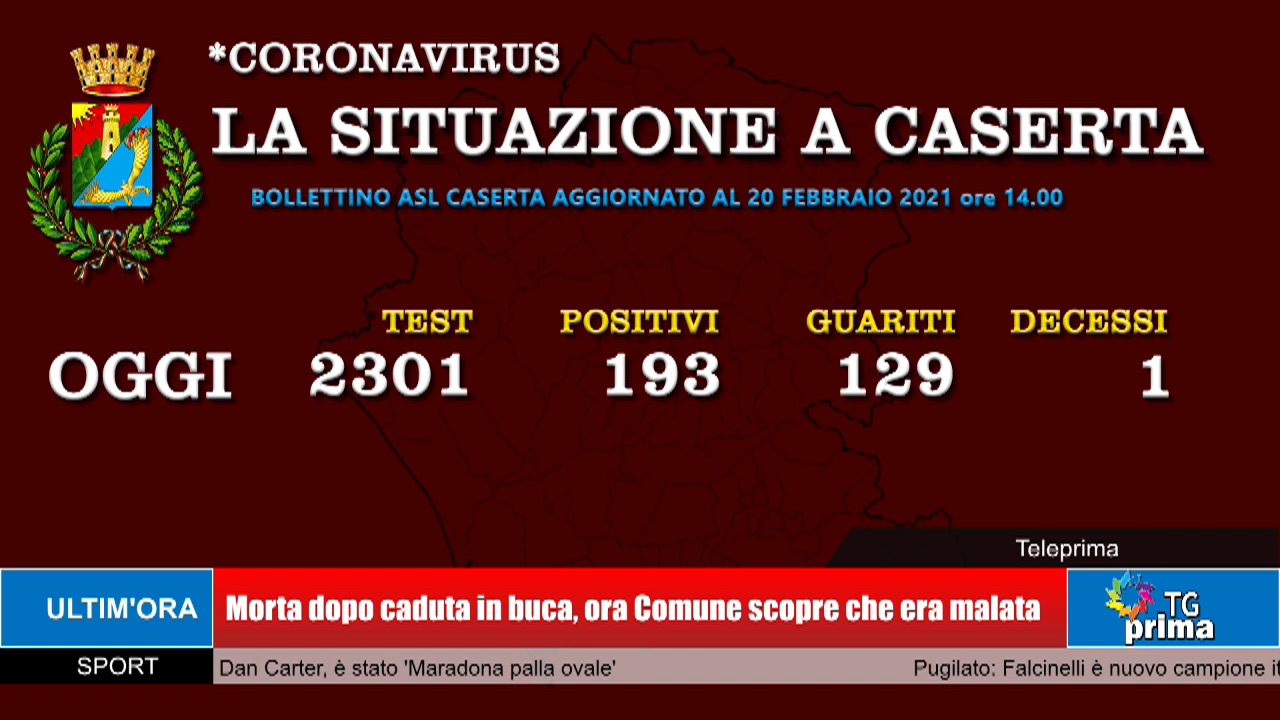 *CORONAVIRUS
LA SITUAZIONE A CASERTA
BOLLETTINO ASL CASERTA AGGIORNATO AL 20 FEBBRAIO 2021 ore 14.00
TEST POSITIVI GUARITI DECESSI
OGGI 2301 193 129 1
Teleprima
ULTIM'ORA Morta dopo caduta in buca, ora Comune scopre che era malata
TG
prima
SPORT Dan Carter, è stato 'Maradona palla ovale' Pugilato: Falcinelli è nuovo campione it